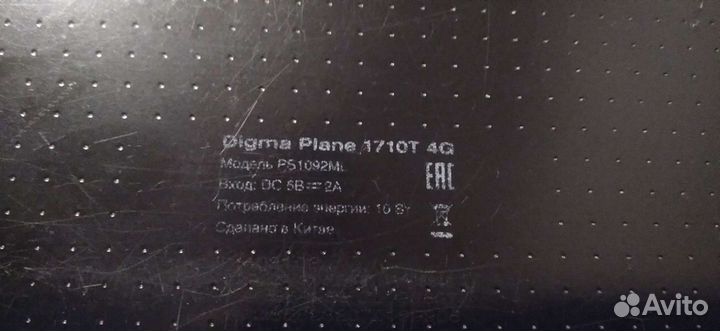 Digma Plane 1710T 4G
Модель PS1092ML
Вход: DC 5В⎓2А
Потребление энергии: 10 Вт
Сделано в Китае
EAC
Avito